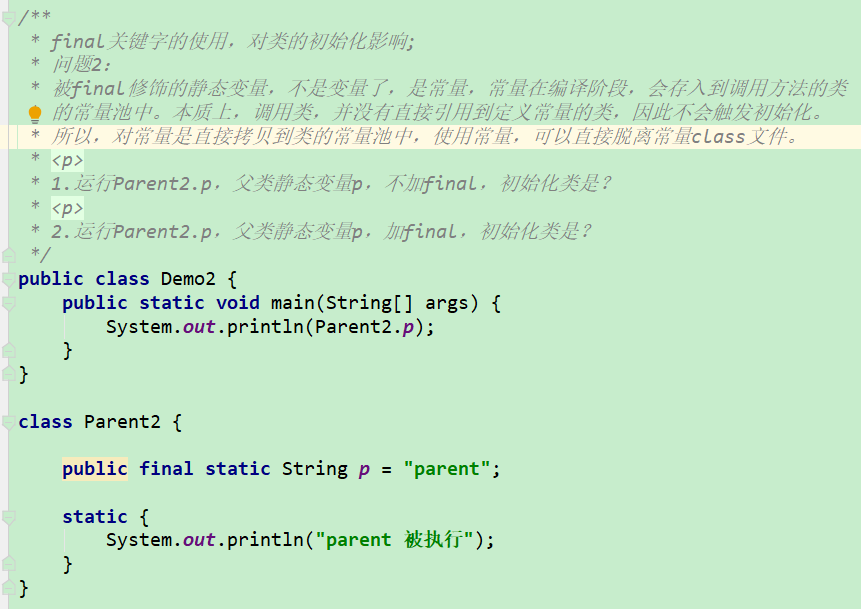 /**
 * final关键字的使用，对类的初始化影响;
 * 问题2：
 * 被final修饰的静态变量，不是变量了，是常量，常量在编译阶段，会存入到调用方法的类
 * 的常量池中。本质上，调用类，并没有直接引用到定义常量的类，因此不会触发初始化。
 * 所以，对常量是直接拷贝到类的常量池中，使用常量，可以直接脱离常量class文件。
 * <p>
 * 1.运行Parent2.p，父类静态变量p，不加final，初始化类是？
 * <p>
 * 2.运行Parent2.p，父类静态变量p，加final，初始化类是？
 */
public class Demo2 {
    public static void main(String[] args) {
        System.out.println(Parent2.p);
    }
}

class Parent2 {

    public final static String p = "parent";

    static {
        System.out.println("parent 被执行");
    }
}